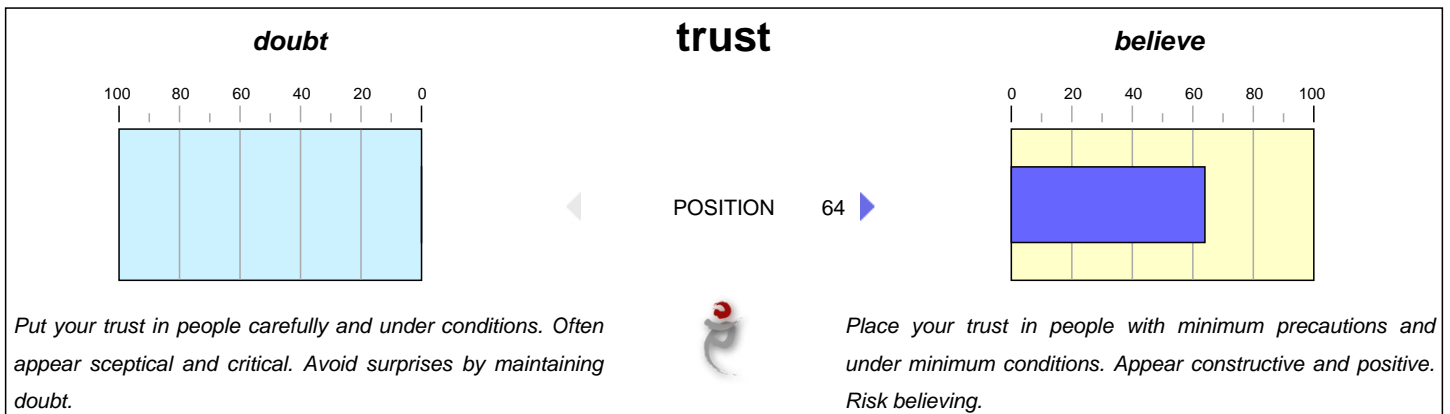 doubt
trust
believe
100 80 60 40 20 0
0 20 40 60 80 100
POSITION 64
Put your trust in people carefully and under conditions. Often
appear sceptical and critical. Avoid surprises by maintaining
doubt.
Place your trust in people with minimum precautions and
under minimum conditions. Appear constructive and positive.
Risk believing.